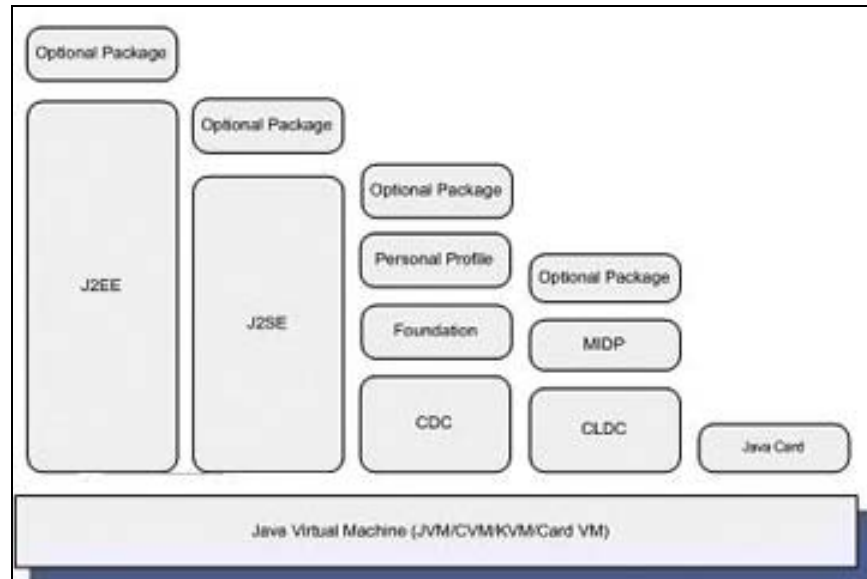 Optional Package
Optional Package
Optional Package
Personal Profile
Optional Package
J2EE
J2SE
Foundation
MIDP
CDC
CLDC
Java Card
Java Virtual Machine (JVM/CVM/KVM/Card VM)